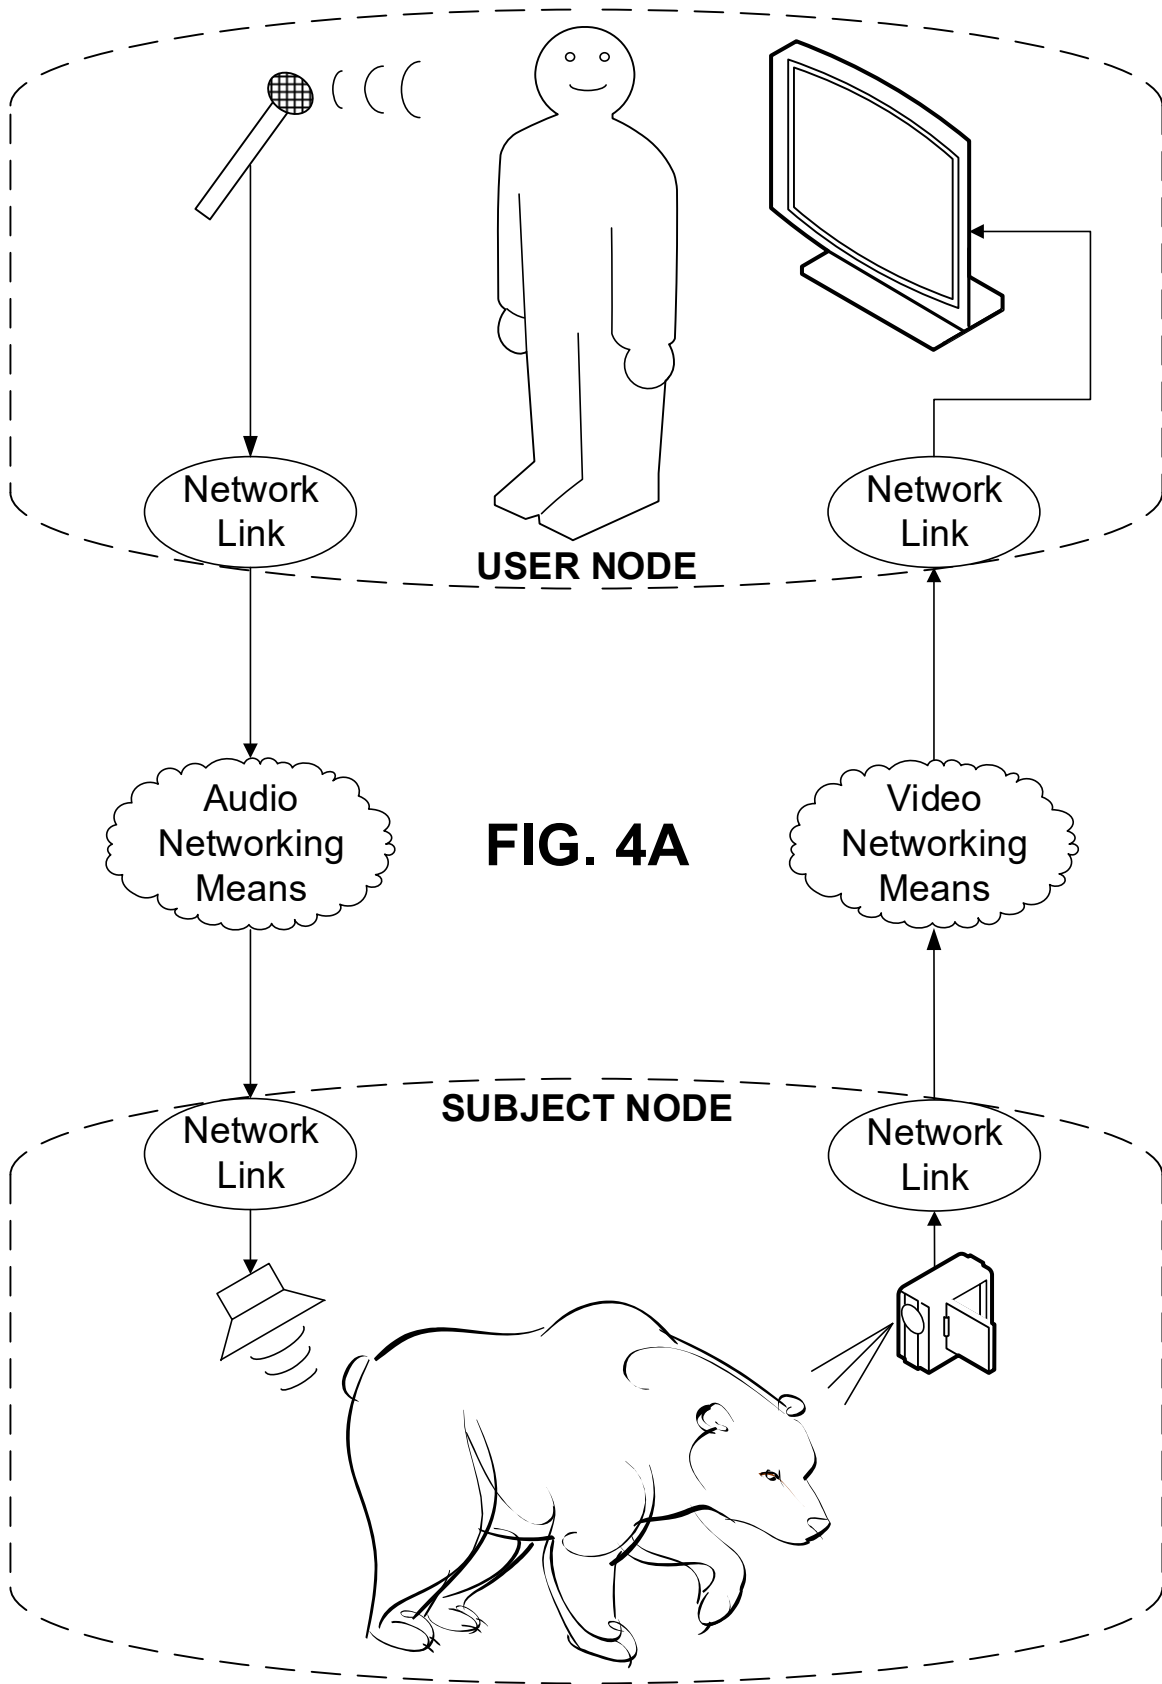 Network
Link
Network
Link
USER NODE
Audio
Networking
Means
FIG. 4A
Video
Networking
Means
SUBJECT NODE
Network
Link
Network
Link